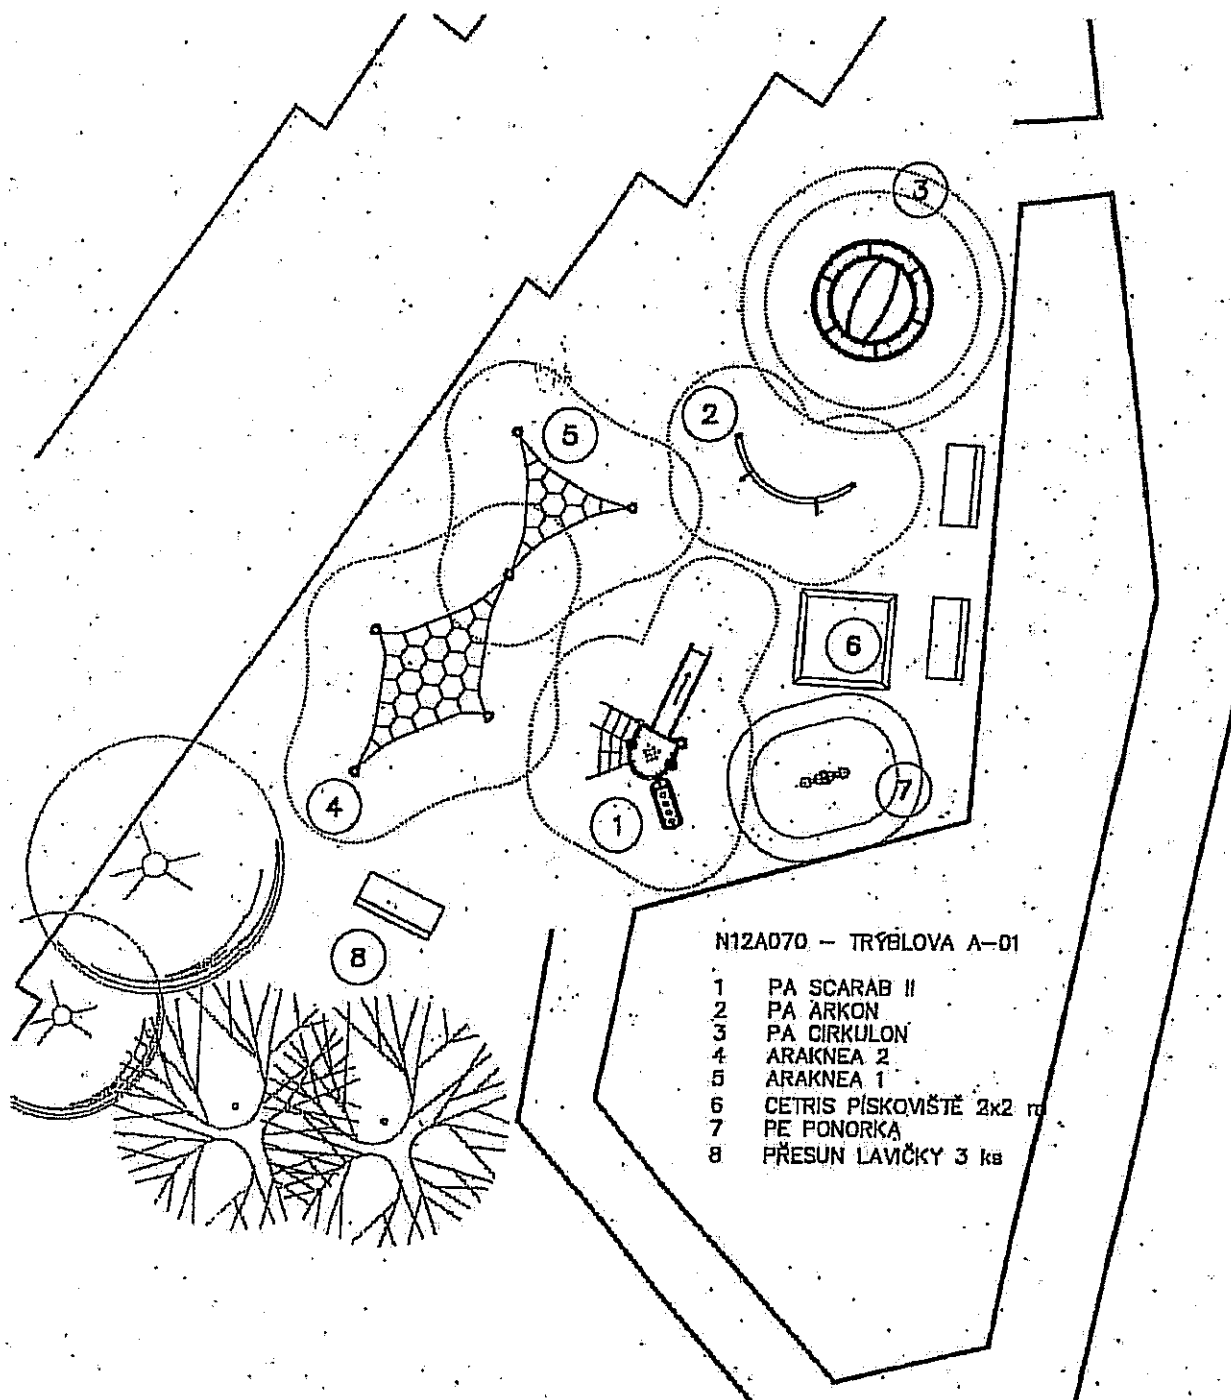 3
2
5
6
7
4
1
8
N12A070 – TRÝBLOVA A-01
1 PA SCARAB II
2 PA ARKON
3 PA CIRKULON
4 ARAKNEA 2
5 ARAKNEA 1
6 CETRIS PÍSKOVIŠTĚ 2x2 m
7 PE PONORKA
8 PŘESUN LAVIČKY 3 ks